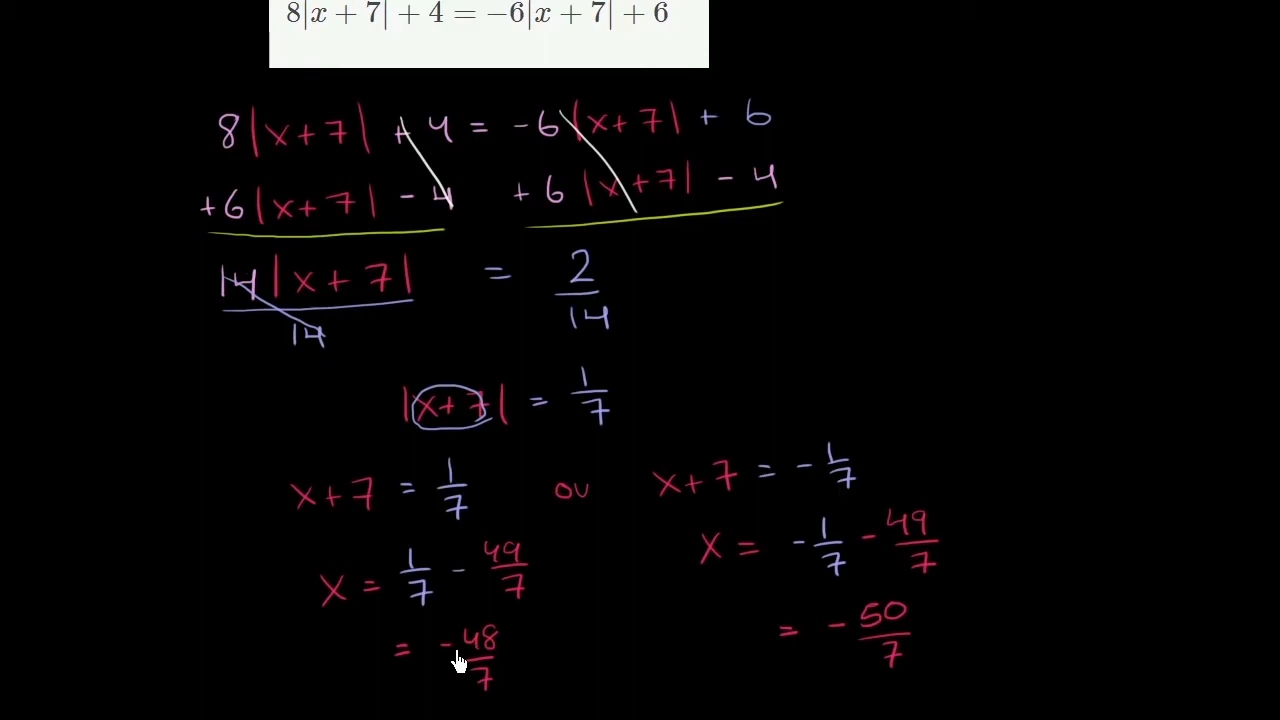 8|x + 7| + 4 = −6|x + 7| + 6
8|x+7| + 4 = -6|x+7| + 6
+6|x+7| - 4 +6|x+7| - 4
14|x+7| = 2
14 14
|x+7| = 1/7
x+7 = 1/7 ou x+7 = -1/7
x = 1/7 - 49/7 x = -1/7 - 49/7
= -48/7 = -50/7